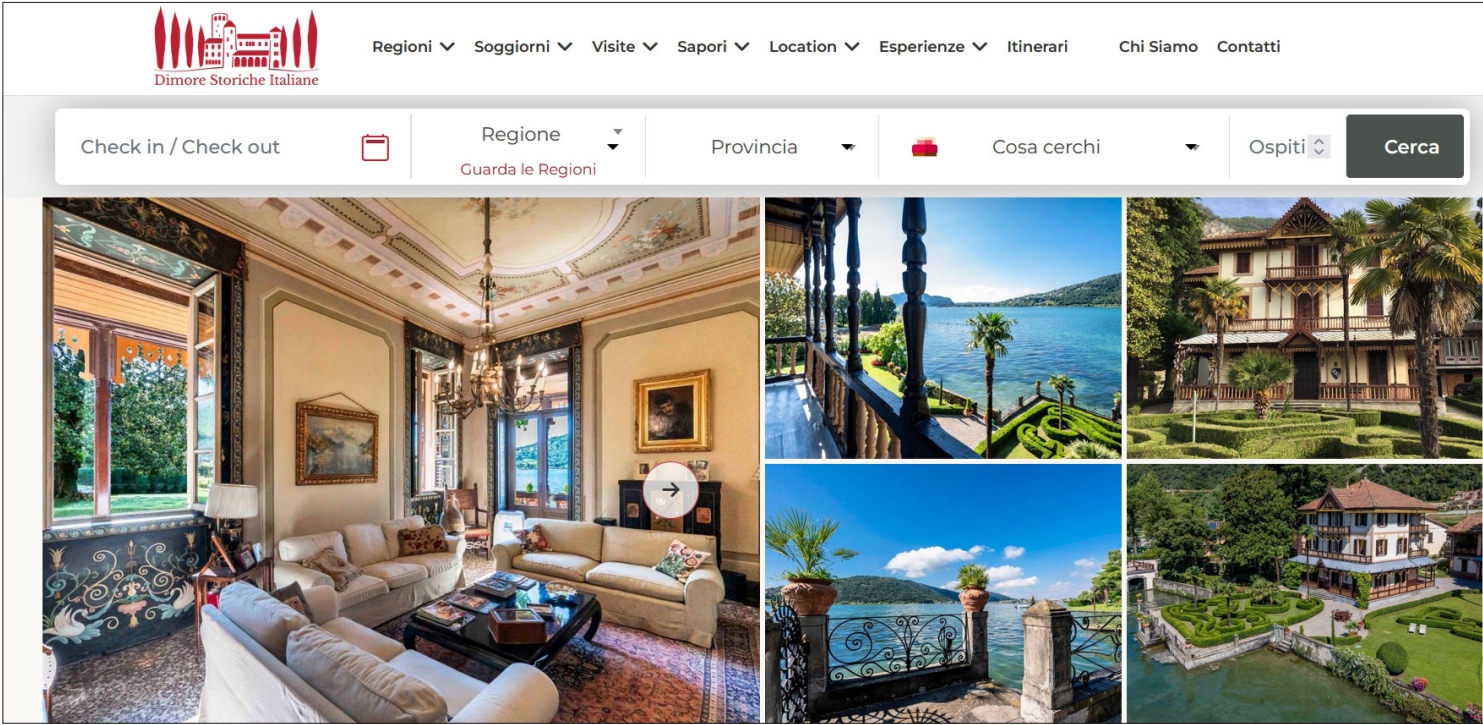 Dimore Storiche Italiane
Regioni Soggiorni Visite Sapori Location Esperienze Itinerari Chi Siamo Contatti
Check in / Check out
Regione
Guarda le Regioni
Provincia
Cosa cerchi
Ospiti
Cerca